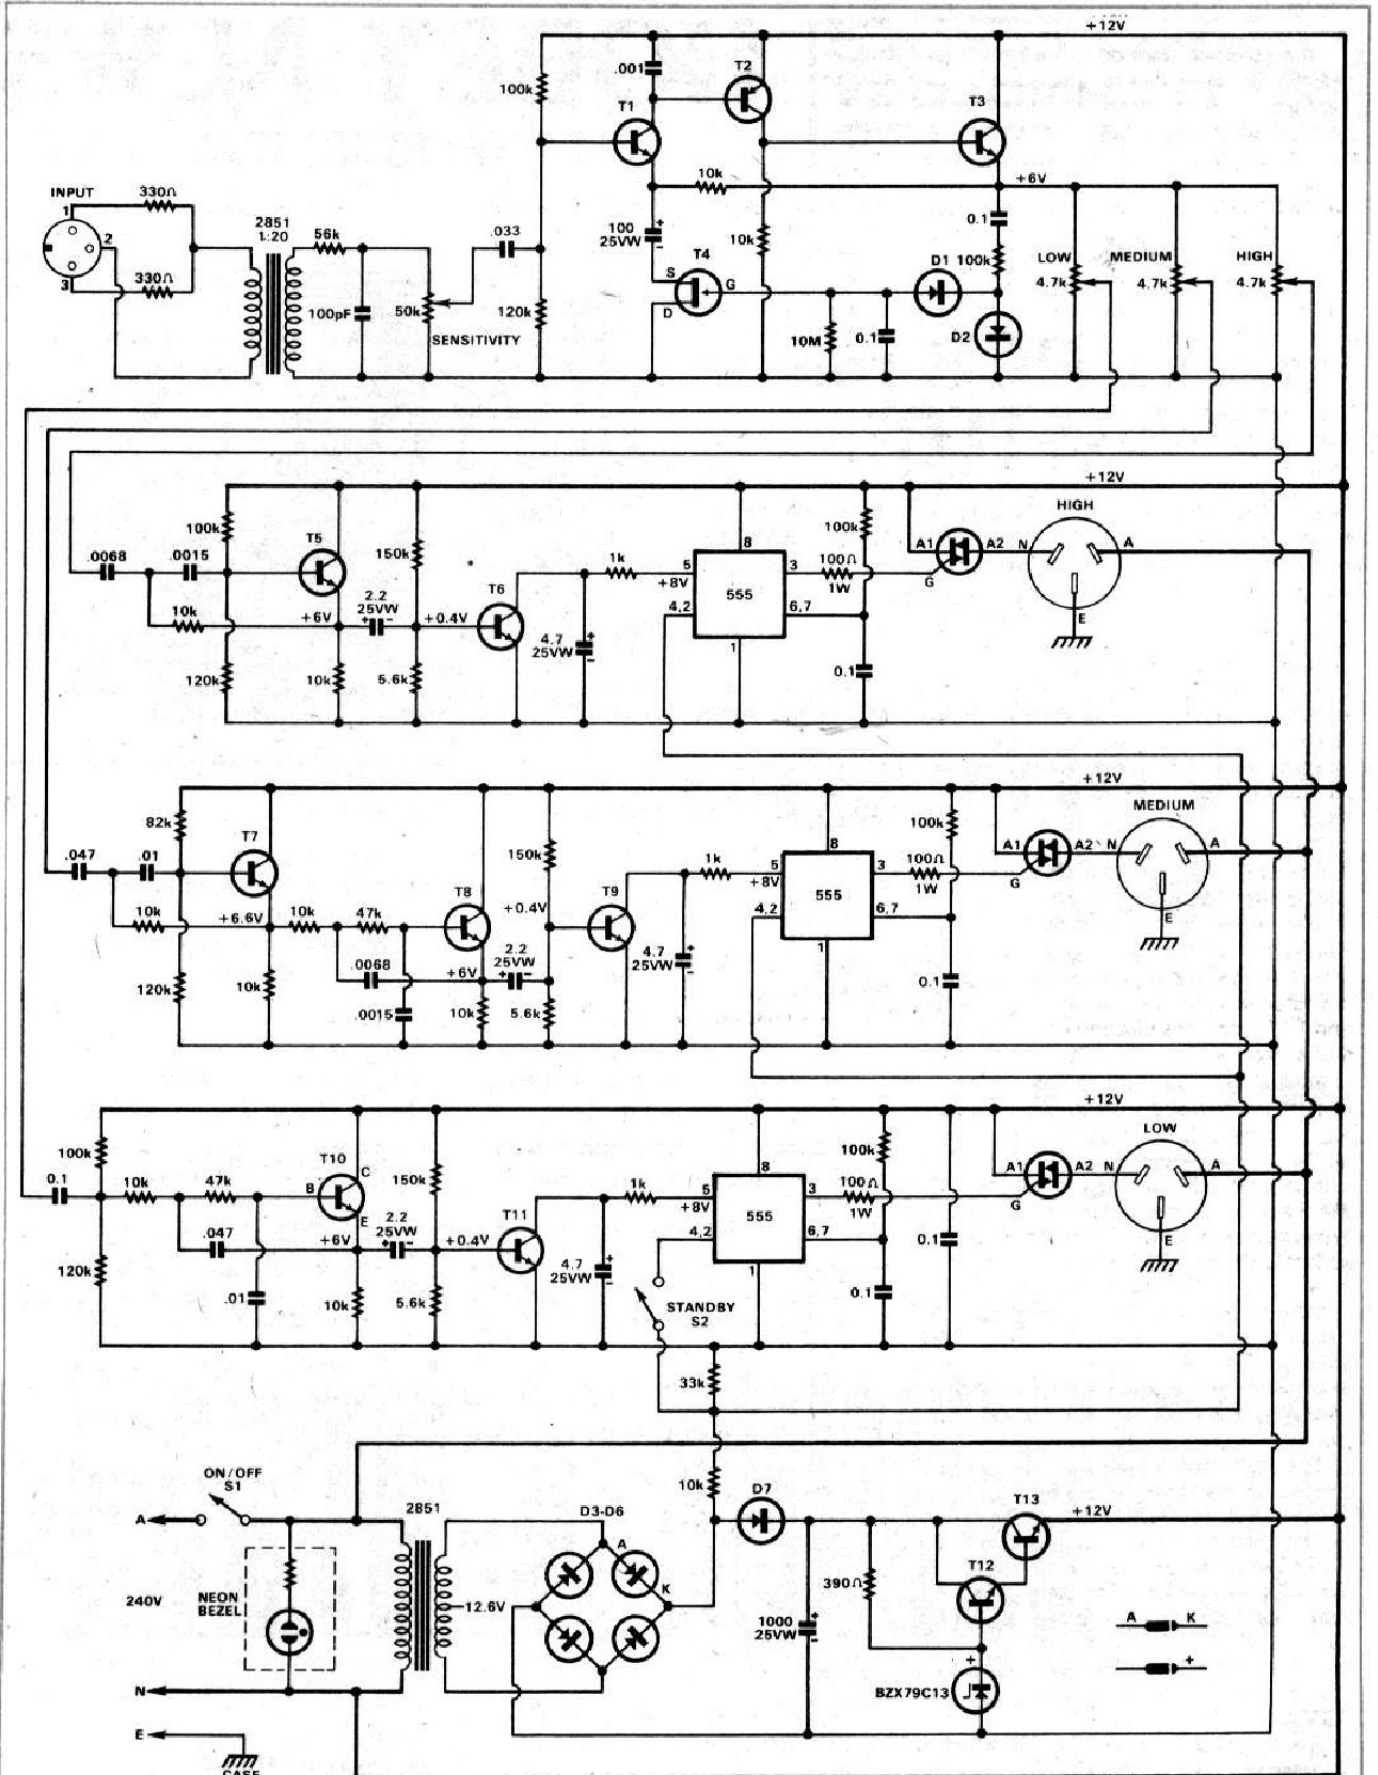 +12V
.001
T2
100k
T1
T3
10k
+6V
INPUT
330Ω
1
2
3
330Ω
2851
1:20
56k
.033
100
25VW
+
-
10k
0.1
T4
D1
100k
LOW
4.7k
MEDIUM
4.7k
HIGH
4.7k
S
G
D
100pF
50k
SENSITIVITY
120k
10M
0.1
D2
+12V
HIGH
100k
.0068
.0015
T5
150k
100k
8
A1
A2
N
A
G
1k
5
+8V
3
100Ω
1W
555
10k
2.2
25VW
+
-
+6V
+0.4V
T6
4,2
6,7
E
4.7
25VW
+
-
1
120k
10k
5.6k
0.1
+12V
MEDIUM
82k
T7
.047
.01
150k
100k
8
A1
A2
N
A
G
1k
5
+8V
3
100Ω
1W
555
T8
T9
+0.4V
10k
+6.6V
10k
47k
4,2
6,7
E
2.2
25VW
+
-
.0068
+6V
4.7
25VW
+
-
1
120k
10k
.0015
10k
5.6k
0.1
+12V
LOW
100k
T10
C
B
E
150k
100k
8
A1
A2
N
A
G
0.1
10k
47k
1k
5
+8V
3
100Ω
1W
555
T11
2.2
25VW
+
-
.047
+6V
+0.4V
4,2
6,7
0.1
E
120k
4.7
25VW
+
-
1
.01
10k
5.6k
STANDBY
S2
0.1
33k
ON/OFF
S1
10k
D7
2851
D3-D6
T13
+12V
A
A
T12
390Ω
K
NEON
BEZEL
240V
12.6V
1000
25VW
+
-
A
K
+
+
BZX79C13
N
E
CASE